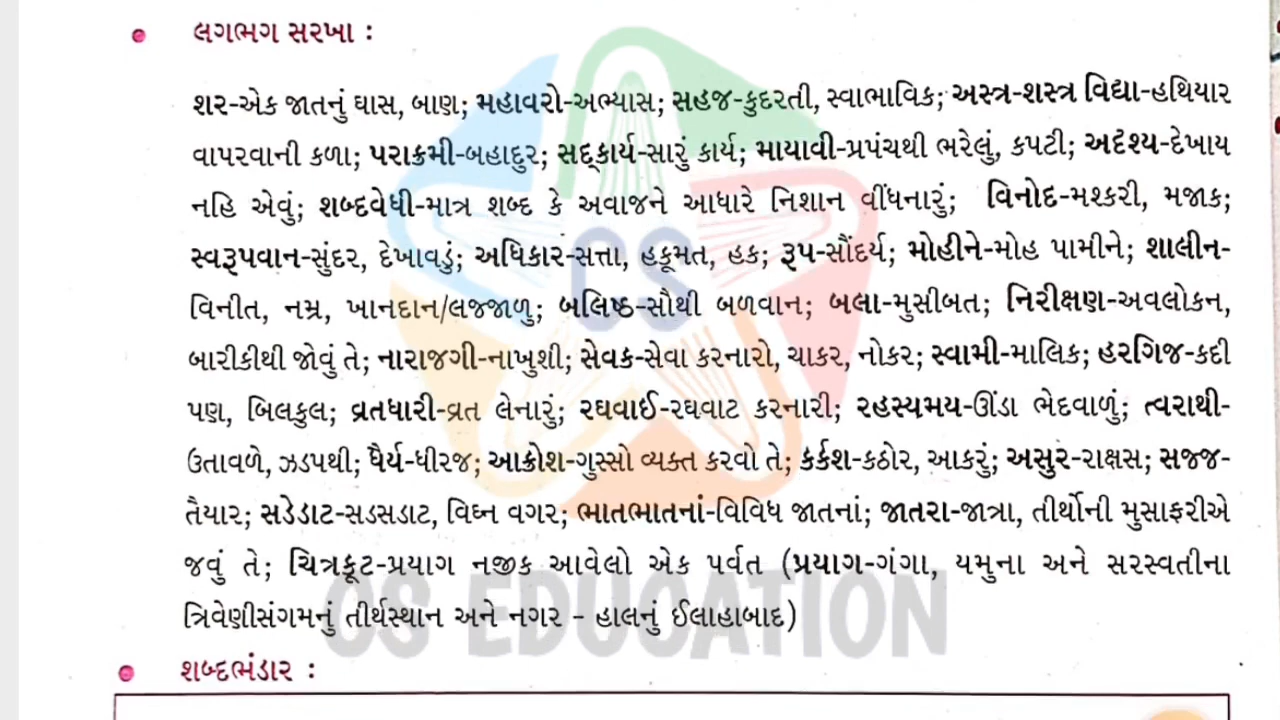 લગભગ સરખા :
શર-એક જાતનું ઘાસ, બાણ; મહાવરો-અભ્યાસ; સહજ-કુદરતી, સ્વાભાવિક; અસ્ત્ર-શસ્ત્ર વિદ્યા-હથિયાર
વાપરવાની કળા; પરાક્રમી-બહાદુર; સદ્કાર્ય-સારું કાર્ય; માયાવી-પ્રપંચથી ભરેલું, કપટી; અદૃશ્ય-દેખાય
નહિ એવું; શબ્દવેધી-માત્ર શબ્દ કે અવાજને આધારે નિશાન વીંધનારું; વિનોદ-મશ્કરી, મજાક;
સ્વરૂપવાન-સુંદર, દેખાવડું; અધિકાર-સત્તા, હકૂમત, હક; રૂપ-સૌંદર્ય; મોહીને-મોહ પામીને; શાલીન-
વિનીત, નમ્ર, ખાનદાન/લજ્જાળુ; બલિષ્ઠ-સૌથી બળવાન; બલા-મુસીબત; નિરીક્ષણ-અવલોકન,
બારીકીથી જોવું તે; નારાજગી-નાખુશી; સેવક-સેવા કરનારો, ચાકર, નોકર; સ્વામી-માલિક; હરગિજ-કદી
પણ, બિલકુલ; વ્રતધારી-વ્રત લેનારું; રઘવાઈ-રઘવાટ કરનારી; રહસ્યમય-ઊંડા ભેદવાળું; ત્વરાથી-
ઉતાવળે, ઝડપથી; ધૈર્ય-ધીરજ; આક્રોશ-ગુસ્સો વ્યક્ત કરવો તે; કર્કશ-કઠોર, આકરું; અસુર-રાક્ષસ; સજ્જ-
તૈયાર; સડેડાટ-સડસડાટ, વિઘ્ન વગર; ભાતભાતનાં-વિવિધ જાતનાં; જાતરા-જાત્રા, તીર્થોની મુસાફરીએ
જવું તે; ચિત્રકૂટ-પ્રયાગ નજીક આવેલો એક પર્વત (પ્રયાગ-ગંગા, યમુના અને સરસ્વતીના
ત્રિવેણીસંગમનું તીર્થસ્થાન અને નગર - હાલનું ઈલાહાબાદ)
CS
CS EDUCATION
શબ્દભંડાર :